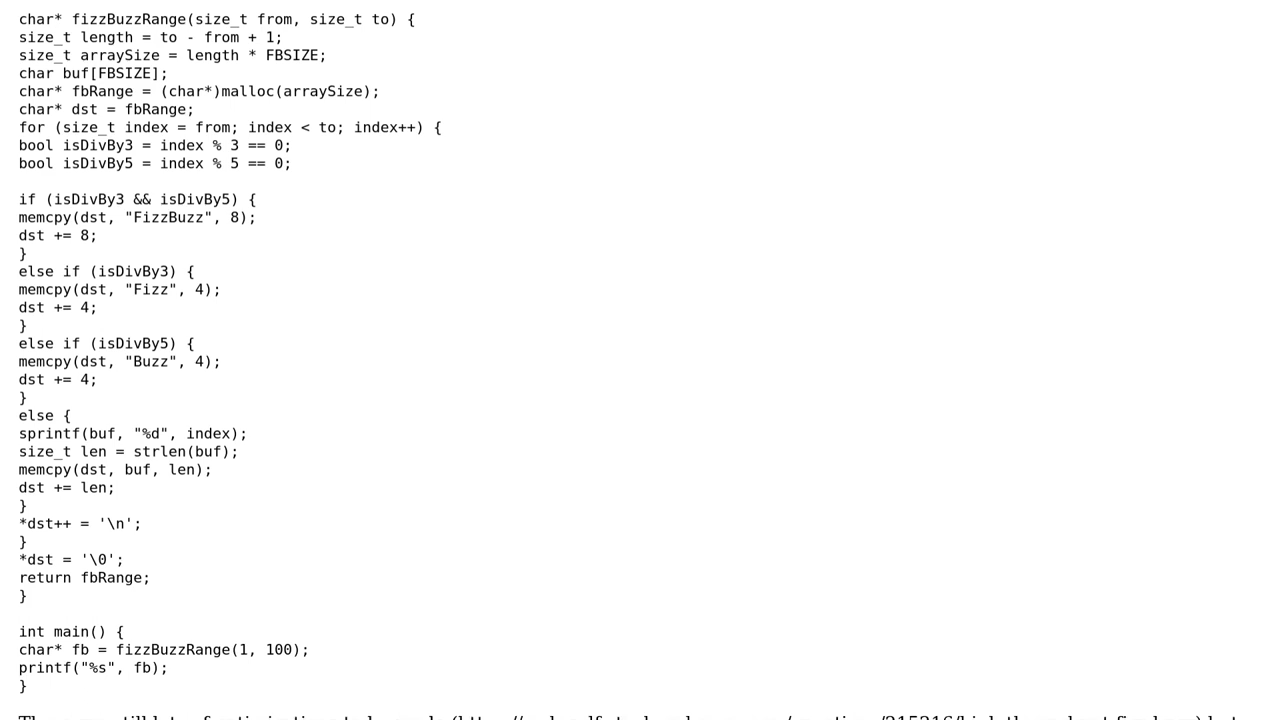 char* fizzBuzzRange(size_t from, size_t to) {
size_t length = to - from + 1;
size_t arraySize = length * FBSIZE;
char buf[FBSIZE];
char* fbRange = (char*)malloc(arraySize);
char* dst = fbRange;
for (size_t index = from; index < to; index++) {
bool isDivBy3 = index % 3 == 0;
bool isDivBy5 = index % 5 == 0;

if (isDivBy3 && isDivBy5) {
memcpy(dst, "FizzBuzz", 8);
dst += 8;
}
else if (isDivBy3) {
memcpy(dst, "Fizz", 4);
dst += 4;
}
else if (isDivBy5) {
memcpy(dst, "Buzz", 4);
dst += 4;
}
else {
sprintf(buf, "%d", index);
size_t len = strlen(buf);
memcpy(dst, buf, len);
dst += len;
}
*dst++ = '\n';
}
*dst = '\0';
return fbRange;
}

int main() {
char* fb = fizzBuzzRange(1, 100);
printf("%s", fb);
}